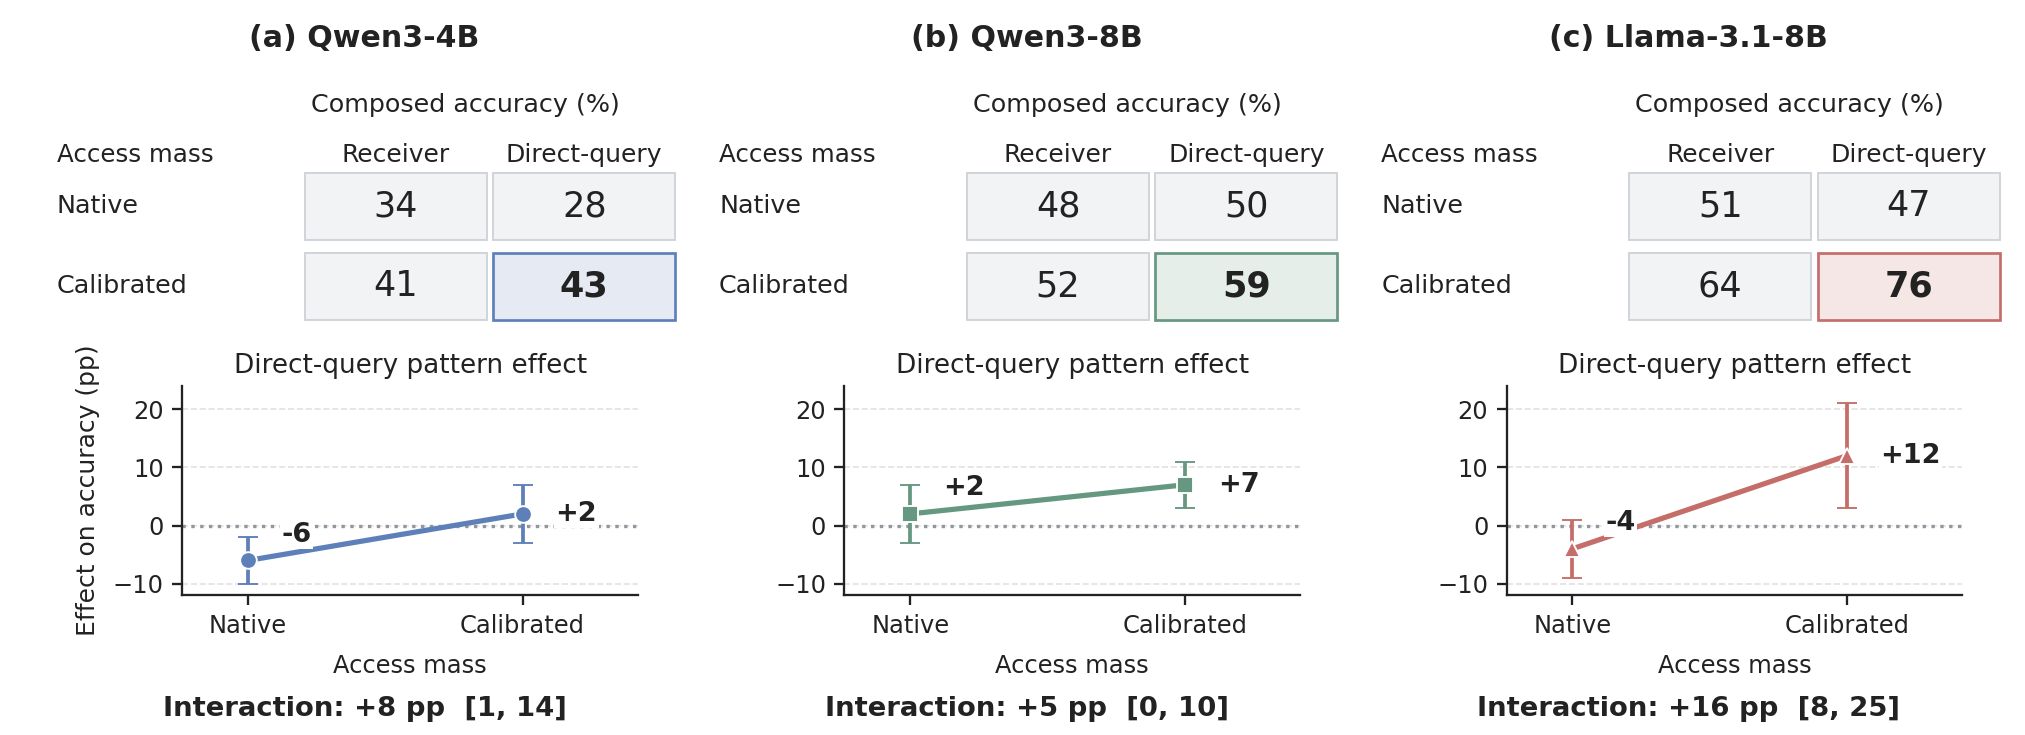 (a) Qwen3-4B
Composed accuracy (%)
Access mass Receiver Direct-query
Native 34 28
Calibrated 41 43
Direct-query pattern effect
Effect on accuracy (pp)
20
10
0
−10
-6
+2
Native Calibrated
Access mass
Interaction: +8 pp [1, 14]
(b) Qwen3-8B
Composed accuracy (%)
Access mass Receiver Direct-query
Native 48 50
Calibrated 52 59
Direct-query pattern effect
20
10
0
−10
+2
+7
Native Calibrated
Access mass
Interaction: +5 pp [0, 10]
(c) Llama-3.1-8B
Composed accuracy (%)
Access mass Receiver Direct-query
Native 51 47
Calibrated 64 76
Direct-query pattern effect
20
10
0
−10
-4
+12
Native Calibrated
Access mass
Interaction: +16 pp [8, 25]